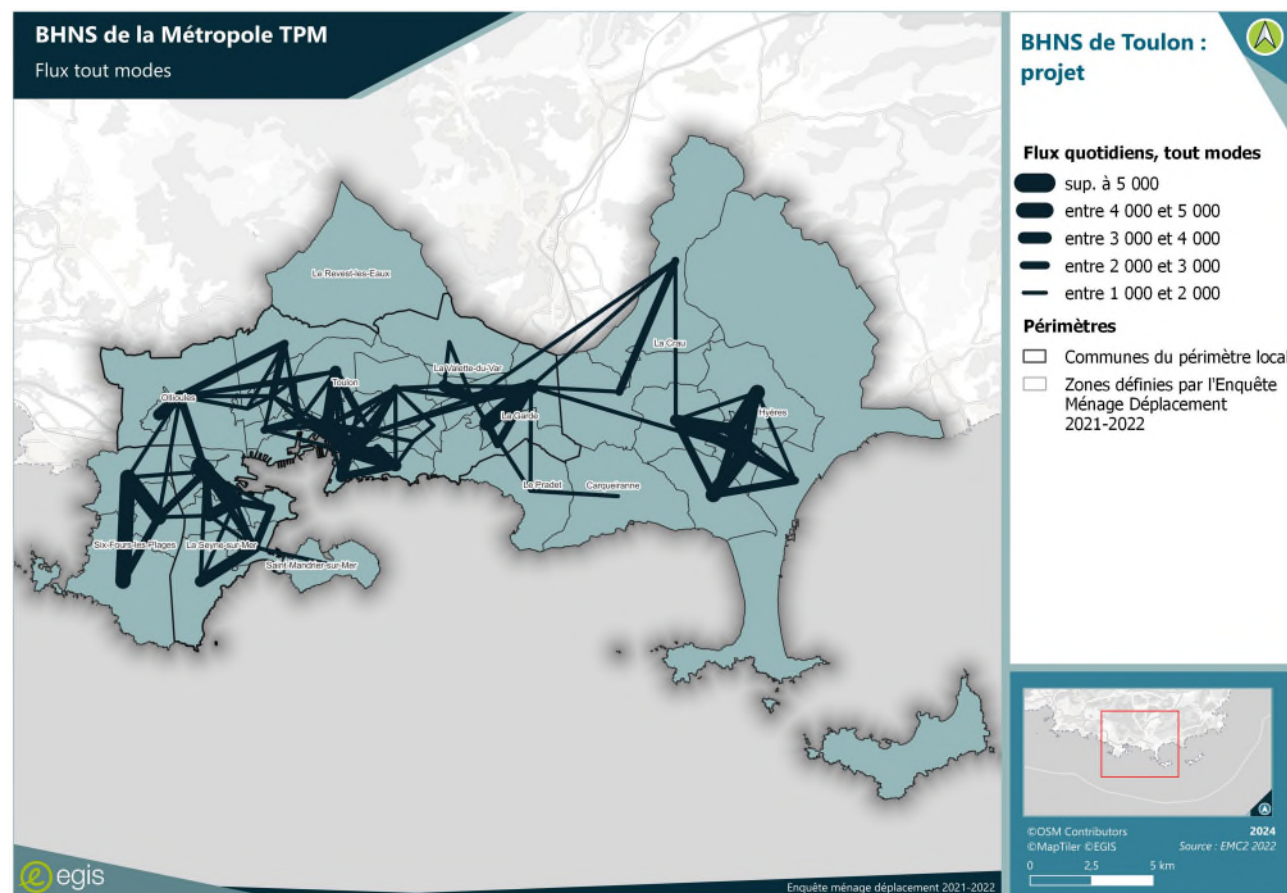 BHNS de la Métropole TPM
Flux tout modes
Le Revest-les-Eaux
La Crau
La Valette-du-Var
Toulon
Ollioules
La Garde
Hyères
Le Pradet
Carqueiranne
Six-Fours-les-Plages
La Seyne-sur-Mer
Saint-Mandrier-sur-Mer
egis
Enquête ménage déplacement 2021-2022
BHNS de Toulon :
projet
Flux quotidiens, tout modes
sup. à 5 000
entre 4 000 et 5 000
entre 3 000 et 4 000
entre 2 000 et 3 000
entre 1 000 et 2 000
Périmètres
Communes du périmètre local
Zones définies par l'Enquête
Ménage Déplacement
2021-2022
©OSM Contributors
2024
©MapTiler ©EGIS
Source : EMC2 2022
0 2,5 5 km